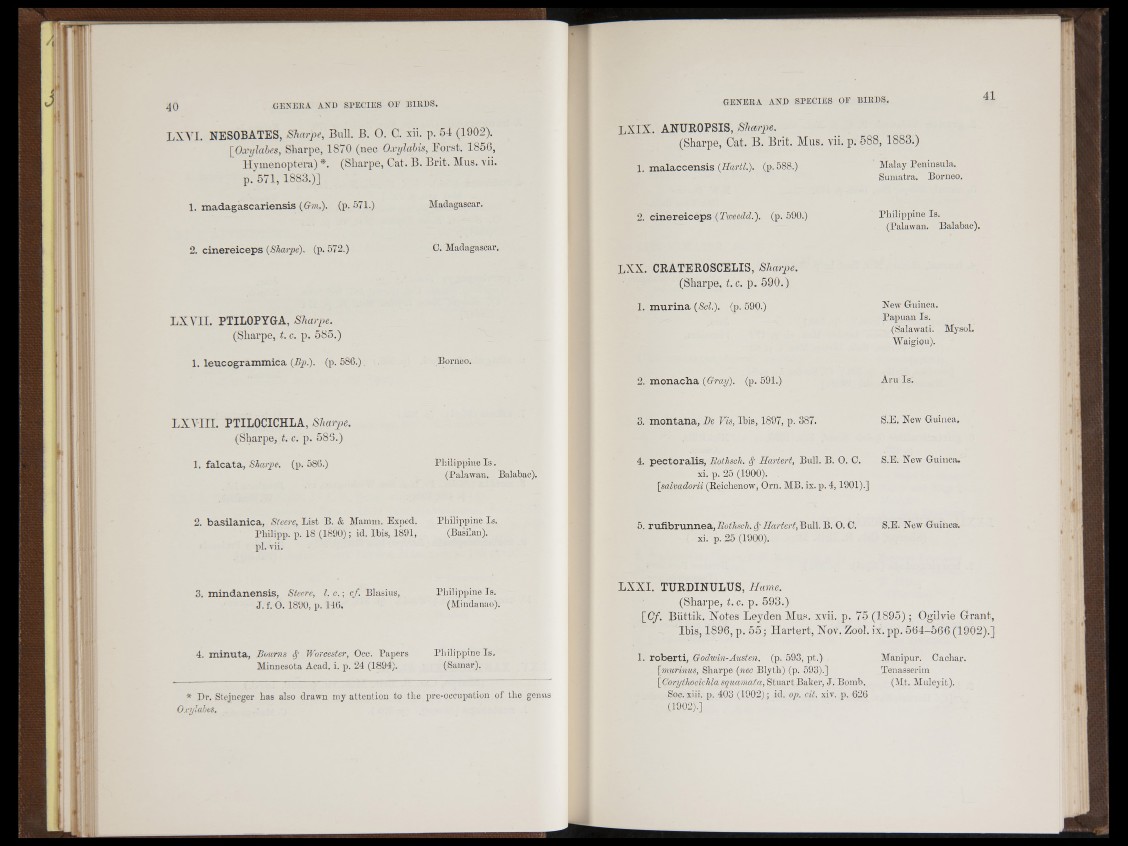 40 GENERA AND SPECIES OF BIRDS.
LXVI. NESOBATES, Sharpe, Bull. B. O. C. xii. p. 54 (1902).
[Oxylabes, Sharpe, 1870 (nec Oxylabis, Forst. 1856,
Hymenoptera) *. (Sharpe, Cat. B. Brit. Mus. vii.
p. 571, 1883.)]
1. madagascariensis (Gm.). (p. 571.) Madagascar.
2. cinereiceps (Sharpe). (p. 572.) C. Madagascar.
LXVII. PTILOPYGA, Sharpe.
(Sharpe, t. c. p. 585.)
1. leucogrammica (Bp.). (p. 586.) Borneo.
LXVIII. PTILOCICHLA, Sharpe.
(Sharpe, t. c. p. 586.)
1. falcata, Sharpe. (p. 586.) Philippine Is.
(Palawan. Balabac).
2. basilanica, Steere, List B. & Mamm. Exped. Philippine Is.
Philipp. p. 18 (1890); id. Ibis, 1891, (Basilan).
pl. vii.
3. mindanensis, Steere, l. c.; cf. Blasius, Philippine Is.
J. f. O. 1890, p. 146. (Mindanao).
4. minuta, Bourns & Worcester, Occ. Papers Philippine Is.
Minnesota Acad. i. p. 24 (1894). (Samar).
* Dr. Stejneger has also drawn my attention to the pre-occupation of the genus
Oxylabes.
GENERA AND SPECIES OF BIRDS. 41
LXIX. ANUROPSIS, Sharpe.
(Sharpe, Cat. B. Brit. Mus. vii. p. 588, 1883.)
1. malaccensis (Hartl.). (p. 588.) Malay Peninsula.
Sumatra. Borneo.
2. cinereiceps (Tweedd.). (p. 590.) Philippine Is.
(Palawan. Balabac).
LXX. CRATEROSCELIS, Sharpe.
(Sharpe, t. c. p. 590.)
1. murina (Scl.). (p. 590.) New Guinea.
Papuan Is.
(Salawati. Mysol.
Waigiou).
2. monacha (Gray). (p. 591.) Aru Is.
3. montana, De Vis, Ibis, 1897, p. 387. S.E. New Guinea.
4. pectoralis, Rothsch. & Hartert, Bull. B. O. C. S.E. New Guinea.
xi. p. 25 (1900).
[salvadorii (Reichenow, Orn. MB. ix. p. 4, 1901).]
5. rufibrunnea, Rothsch. & Hartert, Bull. B. O. C. S.E. New Guinea.
xi. p. 25 (1900).
LXXI. TURDINULUS, Hume.
(Sharpe, t. c. p. 593.)
[Cf. Büttik. Notes Leyden Mus. xvii. p. 75 (1895); Ogilvie Grant,
Ibis, 1896, p. 55; Hartert, Nov. Zool. ix. pp. 564-566 (1902).]
1. roberti, Godwin-Austen. (p. 593, pt.) Manipur. Cachar.
[murinus, Sharpe (nec Blyth) (p. 593).] Tenasserim
[Corythocichla squamata, Stuart Baker, J. Bomb. (Mt. Muleyit).
Soc. xiii. p. 403 (1902); id. op. cit. xiv. p. 626
(1902).]